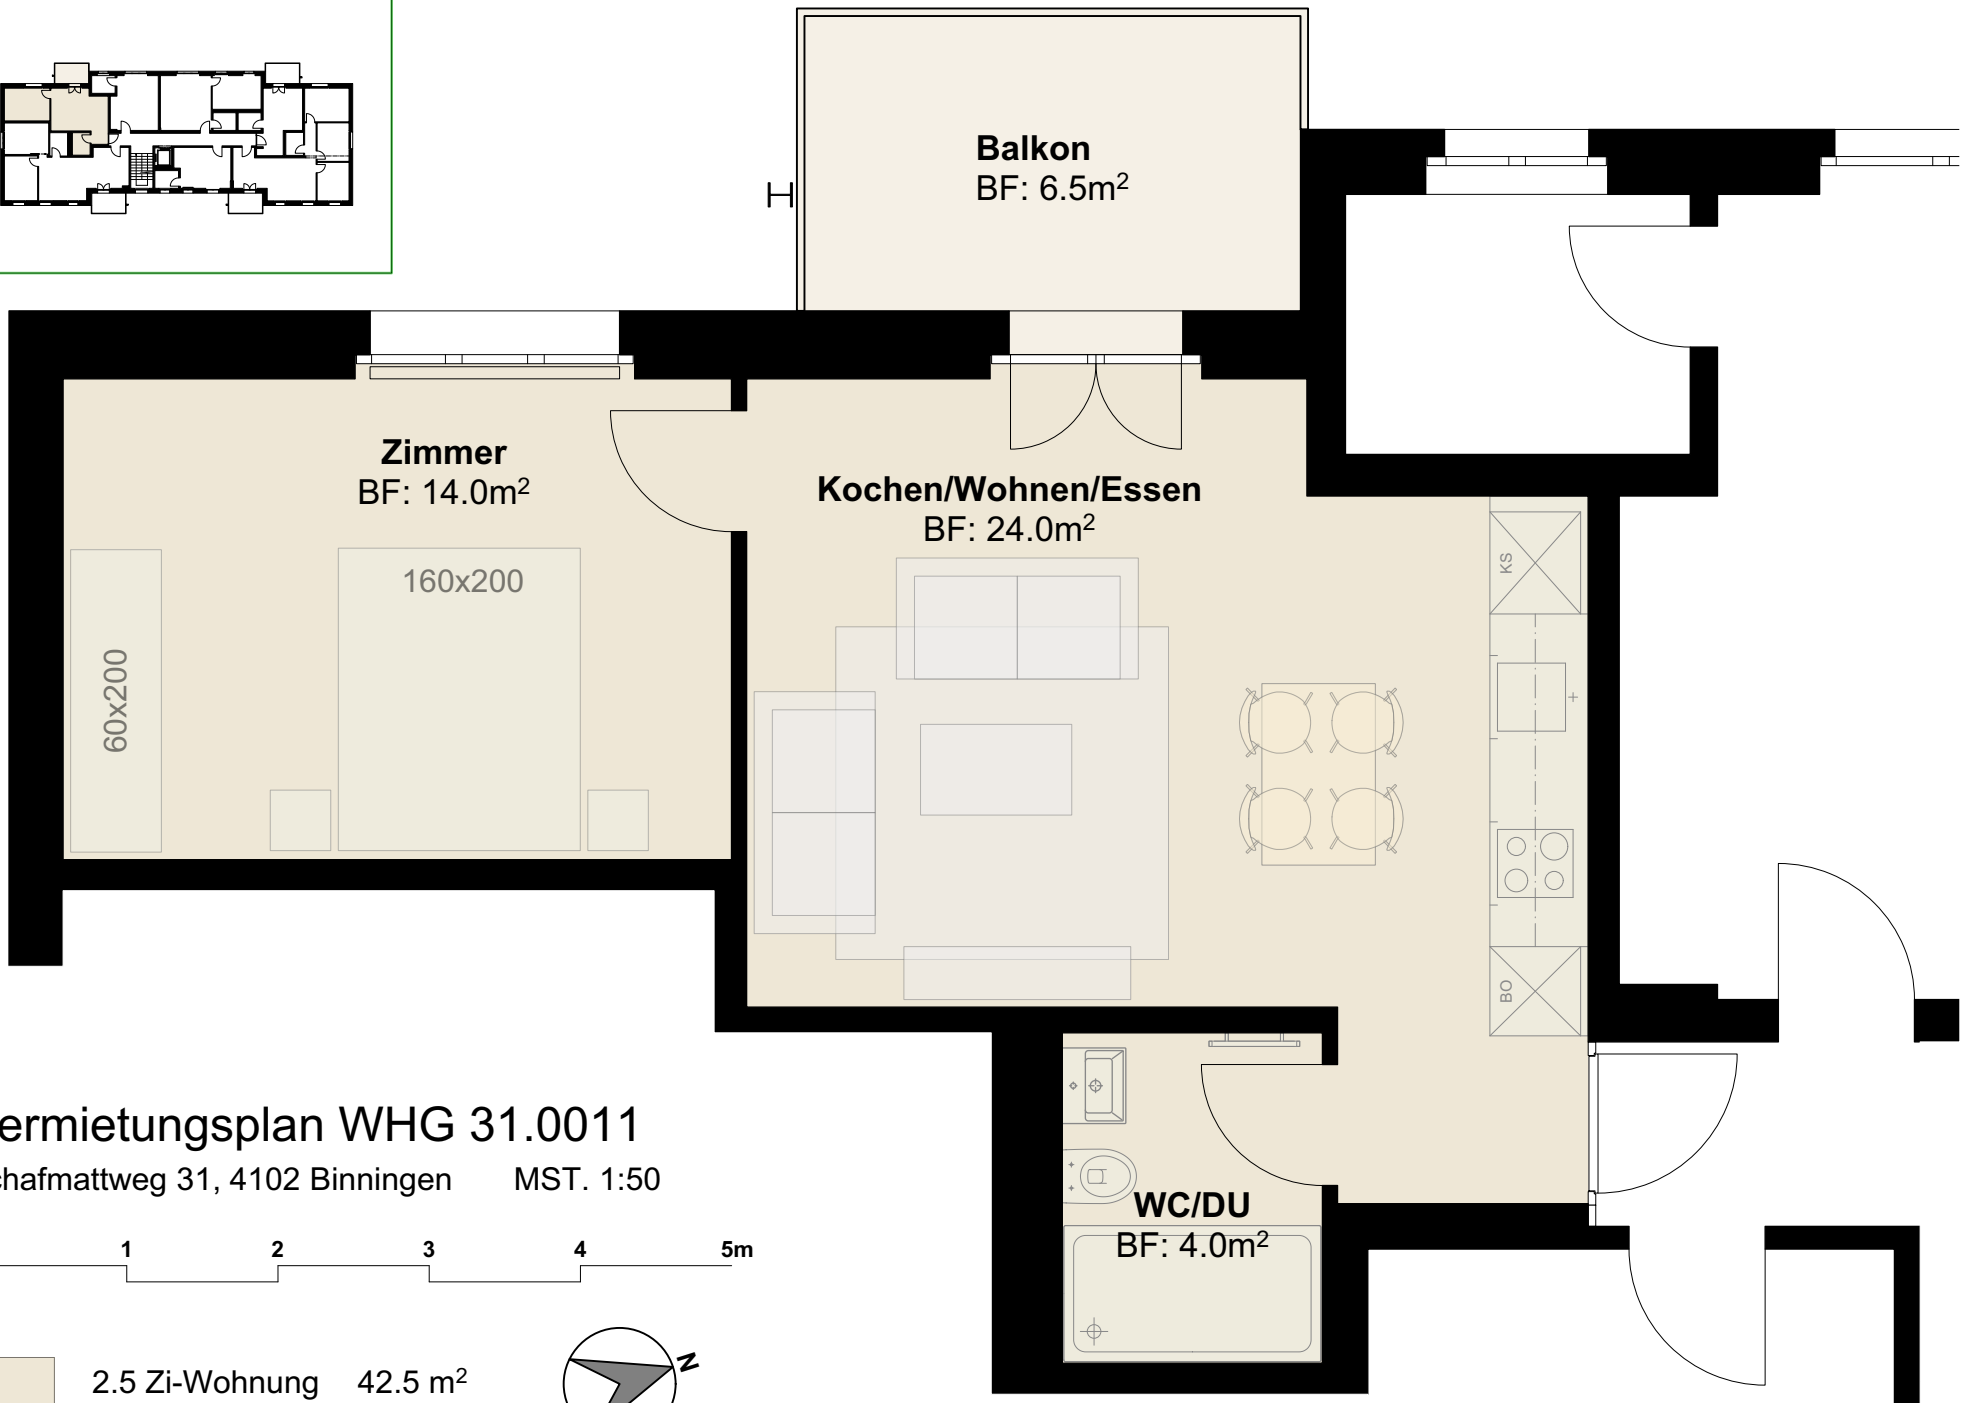 Balkon
BF: 6.5m²
Zimmer
BF: 14.0m²
Kochen/Wohnen/Essen
BF: 24.0m²
160x200
60x200
KS
BO
WC/DU
BF: 4.0m²
ermietungsplan WHG 31.0011
chafmattweg 31, 4102 Binningen MST. 1:50
1 2 3 4 5m
2.5 Zi-Wohnung 42.5 m²
N